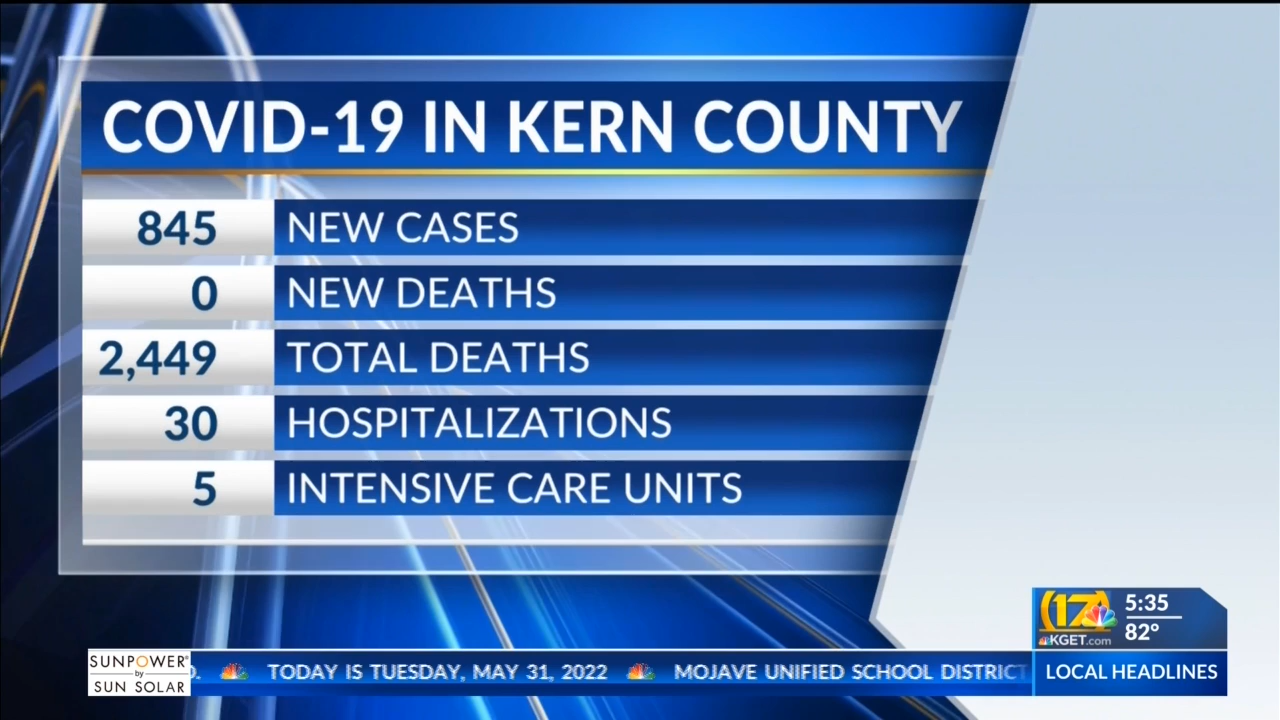 COVID-19 IN KERN COUNTY
845 NEW CASES
0 NEW DEATHS
2,449 TOTAL DEATHS
30 HOSPITALIZATIONS
5 INTENSIVE CARE UNITS
17
KGET.com
5:35
82°
SUNPOWER®
by
SUN SOLAR
TODAY IS TUESDAY, MAY 31, 2022 MOJAVE UNIFIED SCHOOL DISTRICT
LOCAL HEADLINES